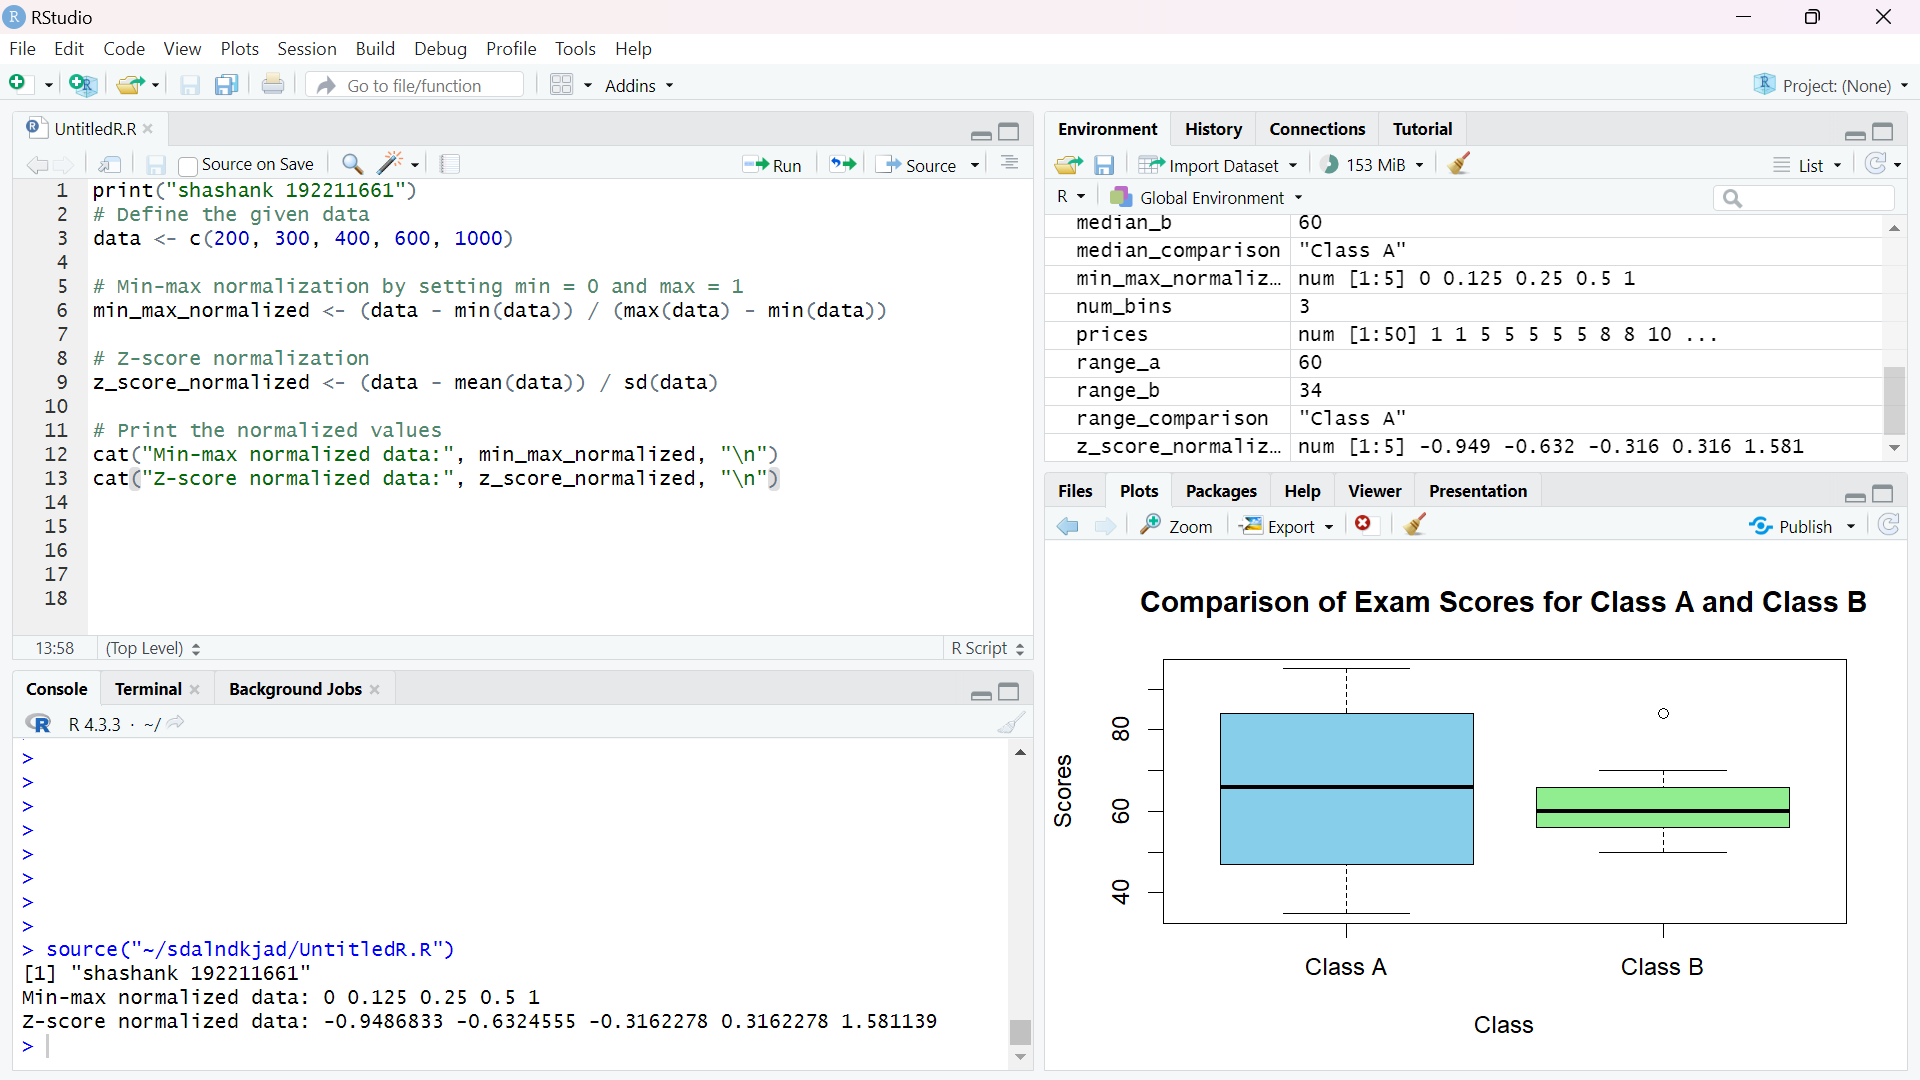 RStudio
File Edit Code View Plots Session Build Debug Profile Tools Help
Go to file/function Addins Project: (None)
UntitledR.R
Source on Save Run Source
1 print("shashank 192211661")
2 # Define the given data
3 data <- c(200, 300, 400, 600, 1000)
4
5 # Min-max normalization by setting min = 0 and max = 1
6 min_max_normalized <- (data - min(data)) / (max(data) - min(data))
7
8 # Z-score normalization
9 z_score_normalized <- (data - mean(data)) / sd(data)
10
11 # Print the normalized values
12 cat("Min-max normalized data:", min_max_normalized, "\n")
13 cat("Z-score normalized data:", z_score_normalized, "\n")
14
15
16
17
18
13:58 (Top Level) R Script
Console Terminal Background Jobs
R R 4.3.3 · ~/
>
>
>
>
>
>
>
>
> source("~/sdalndkjad/UntitledR.R")
[1] "shashank 192211661"
Min-max normalized data: 0 0.125 0.25 0.5 1
Z-score normalized data: -0.9486833 -0.6324555 -0.3162278 0.3162278 1.581139
>
Environment History Connections Tutorial
Import Dataset 153 MiB List
R Global Environment
median_b 60
median_comparison "Class A"
min_max_normaliz… num [1:5] 0 0.125 0.25 0.5 1
num_bins 3
prices num [1:50] 1 1 5 5 5 5 5 8 8 10 ...
range_a 60
range_b 34
range_comparison "Class A"
z_score_normaliz… num [1:5] -0.949 -0.632 -0.316 0.316 1.581
Files Plots Packages Help Viewer Presentation
Zoom Export Publish
Comparison of Exam Scores for Class A and Class B
Scores
80
60
40
Class A Class B
Class